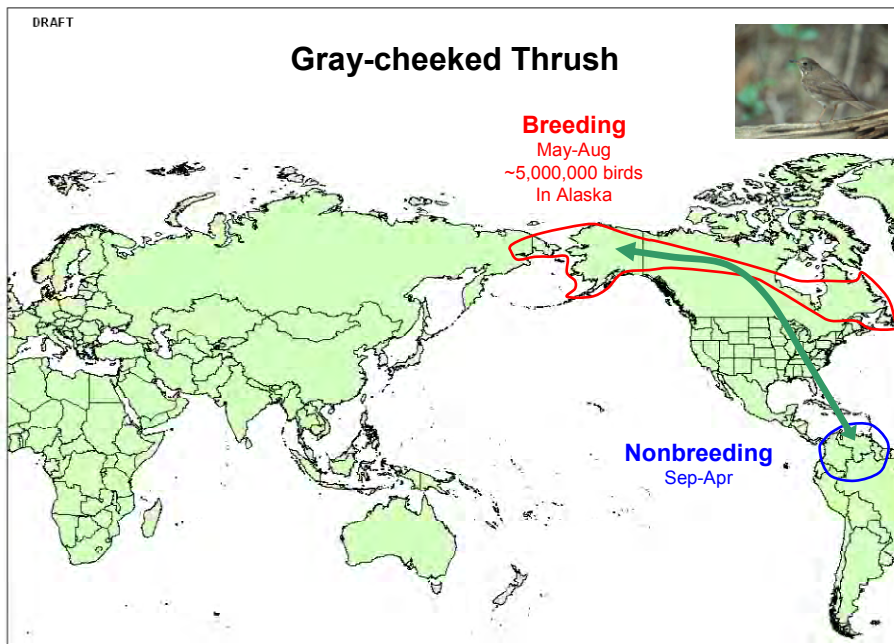 DRAFT
Gray-cheeked Thrush
Breeding
May-Aug
~5,000,000 birds
In Alaska
Nonbreeding
Sep-Apr